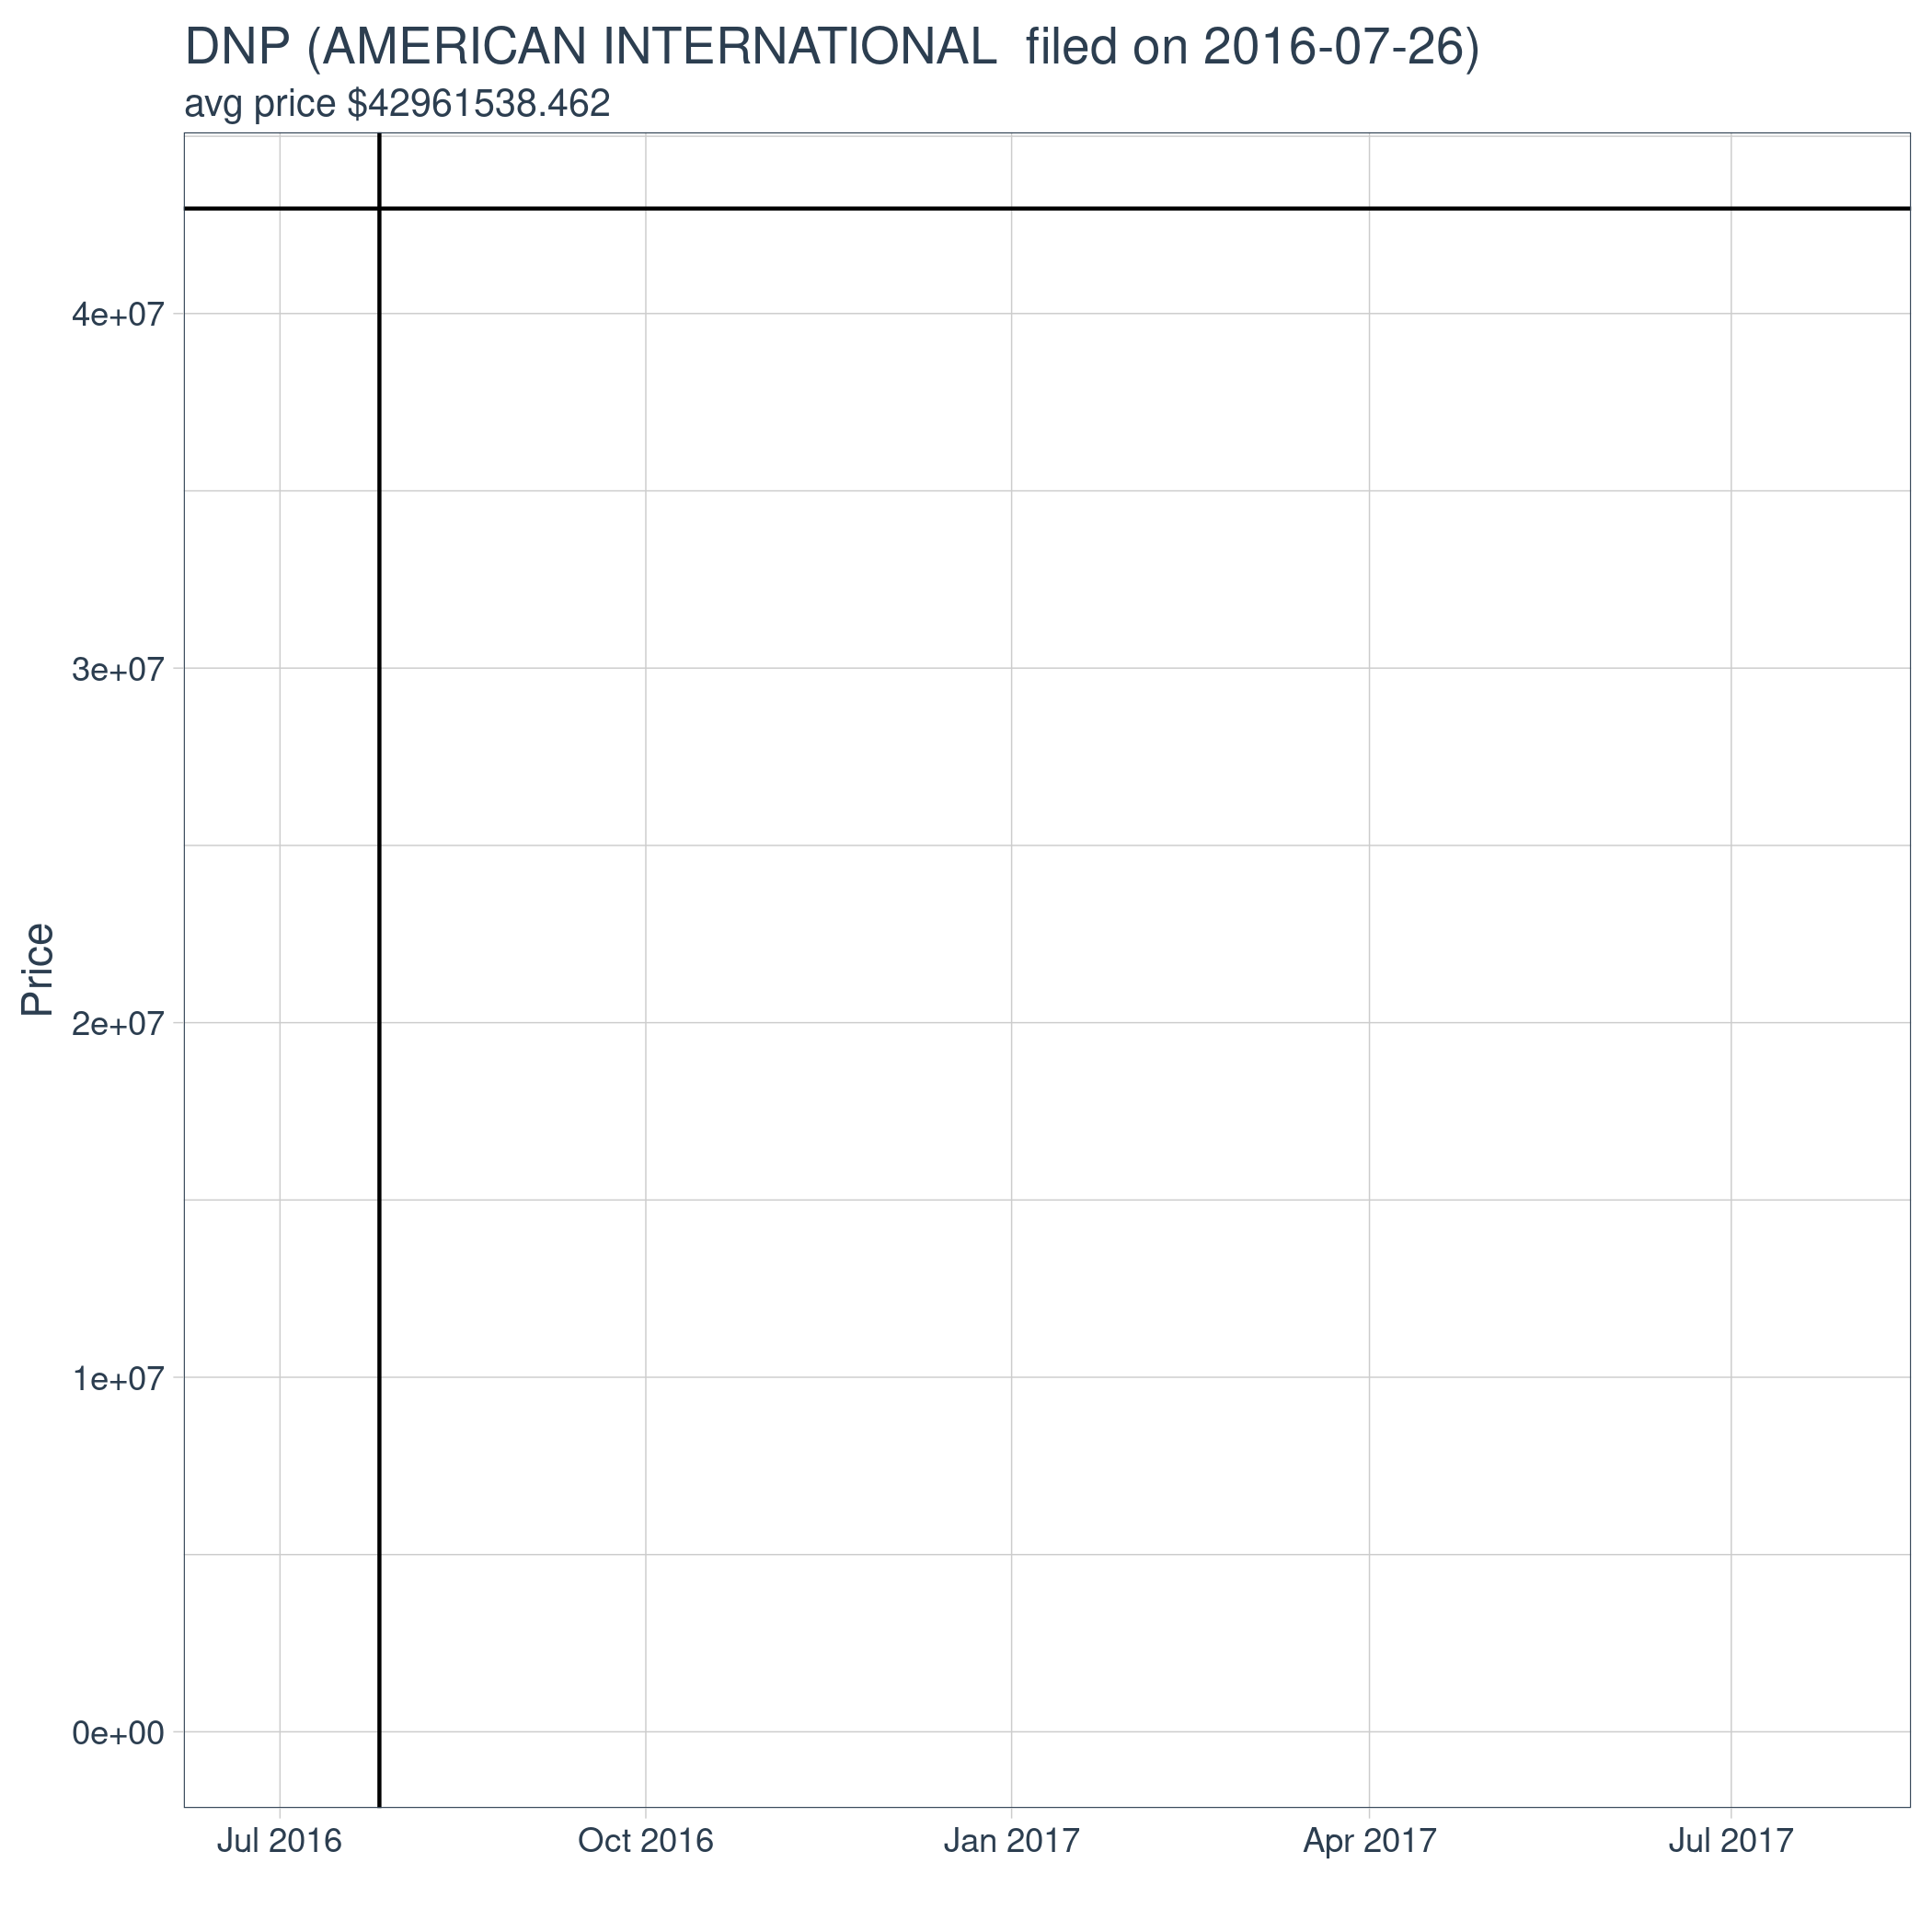 DNP (AMERICAN INTERNATIONAL  filed on 2016-07-26)
avg price $42961538.462
4e+07
3e+07
Price
2e+07
1e+07
0e+00
Jul 2016
Oct 2016
Jan 2017
Apr 2017
Jul 2017